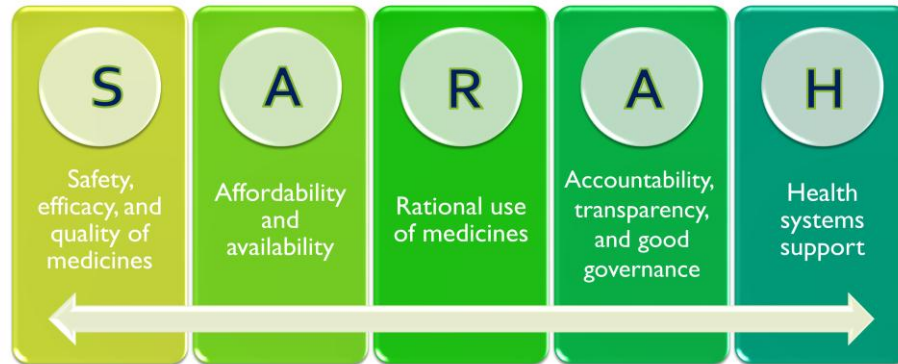 S
Safety,
efficacy, and
quality of
medicines
A
Affordability
and
availability
R
Rational use
of medicines
A
Accountability,
transparency,
and good
governance
H
Health
systems
support